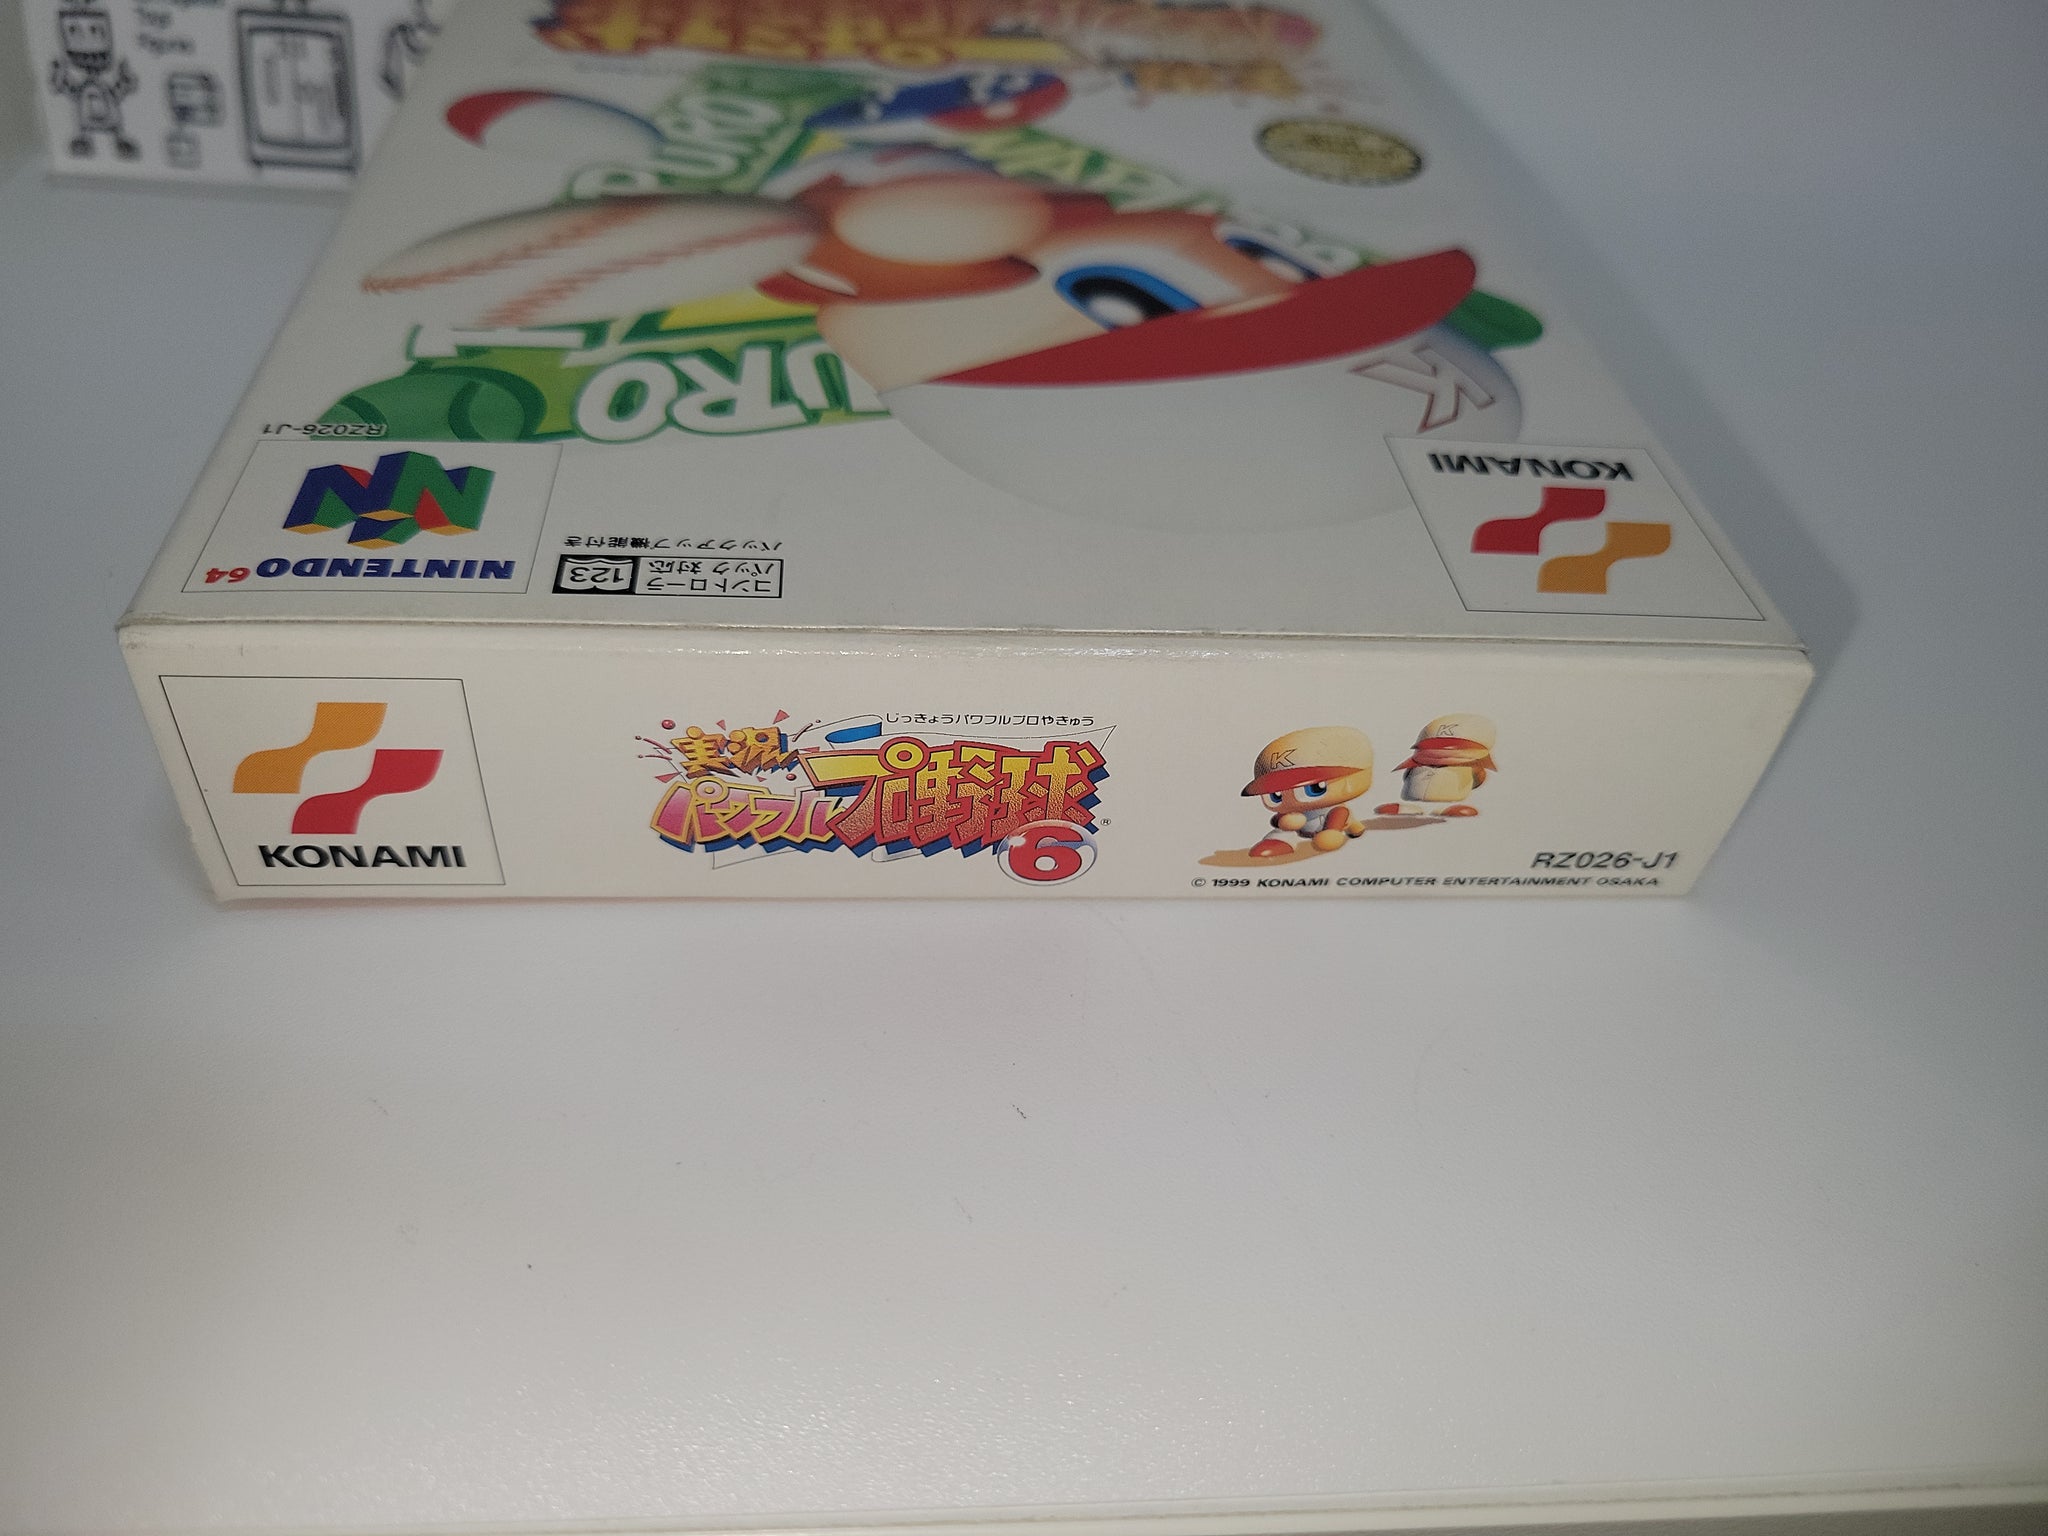 RZ026-J1
NINTENDO 64
バックアップ機能付き
123
コントローラ
パック対応
KONAMI
K
PURO
KONAMI
じっきょうパワフルプロやきゅう
実況
パワフルプロ野球
6
®
K
K
RZ026-J1
© 1999 KONAMI COMPUTER ENTERTAINMENT OSAKA